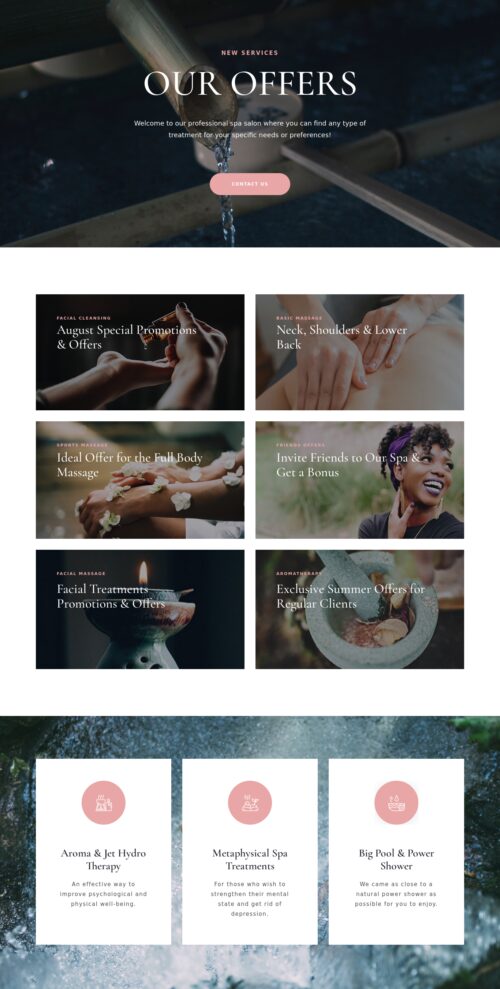 NEW SERVICES
OUR OFFERS
Welcome to our professional spa salon where you can find any type of
treatment for your specific needs or preferences!
CONTACT US
FACIAL CLEANSING
August Special Promotions
& Offers
BASIC MASSAGE
Neck, Shoulders & Lower
Back
SPORTS MASSAGE
Ideal Offer for the Full Body
Massage
FRIENDS OFFERS
Invite Friends to Our Spa &
Get a Bonus
FACIAL MASSAGE
Facial Treatments
Promotions & Offers
AROMATHERAPY
Exclusive Summer Offers for
Regular Clients
Aroma & Jet Hydro
Therapy
An effective way to
improve psychological and
physical well-being.
Metaphysical Spa
Treatments
For those who wish to
strengthen their mental
state and get rid of
depression.
Big Pool & Power
Shower
We came as close to a
natural power shower as
possible for you to enjoy.